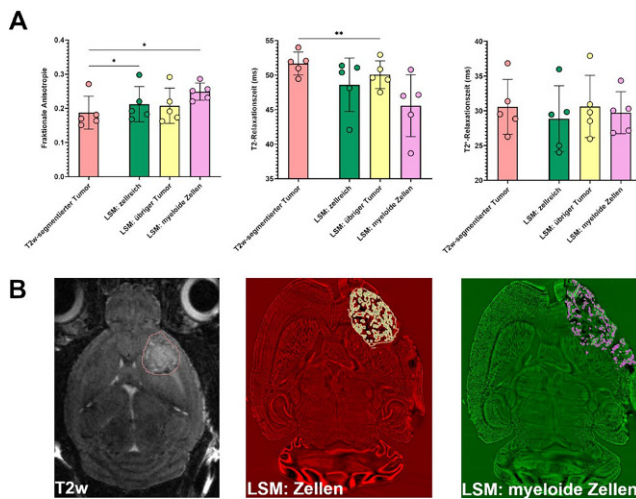 A
Fraktionale Anisotropie
0.4
0.3
0.2
0.1
0.0
*
*
T2w-segmentierter Tumor
LSM: zellreich
LSM: übriger Tumor
LSM: myeloide Zellen
T2-Relaxationszeit (ms)
60
55
50
45
40
35
**
T2w-segmentierter Tumor
LSM: zellreich
LSM: übriger Tumor
LSM: myeloide Zellen
T2*-Relaxationszeit (ms)
40
35
30
25
20
T2w-segmentierter Tumor
LSM: zellreich
LSM: übriger Tumor
LSM: myeloide Zellen
B
T2w
LSM: Zellen
LSM: myeloide Zellen